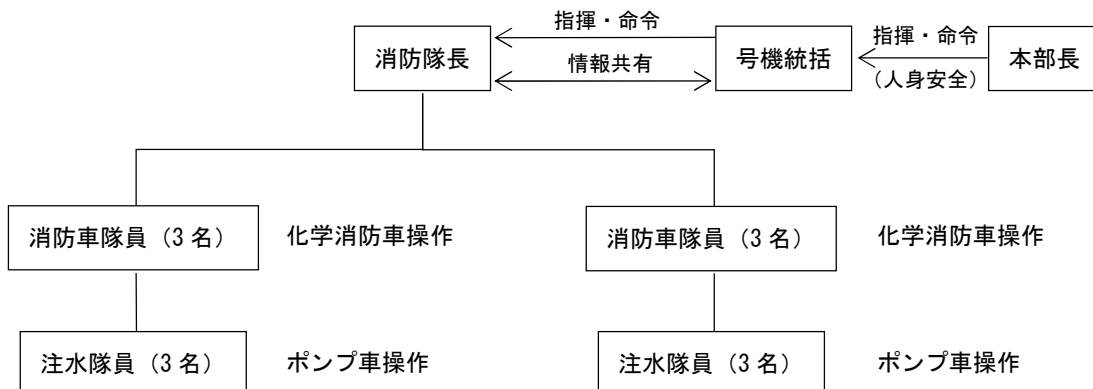 指揮・命令
消防隊長
情報共有
号機統括
指揮・命令
(人身安全)
本部長
消防車隊員(3名)
化学消防車操作
消防車隊員(3名)
化学消防車操作
注水隊員(3名)
ポンプ車操作
注水隊員(3名)
ポンプ車操作